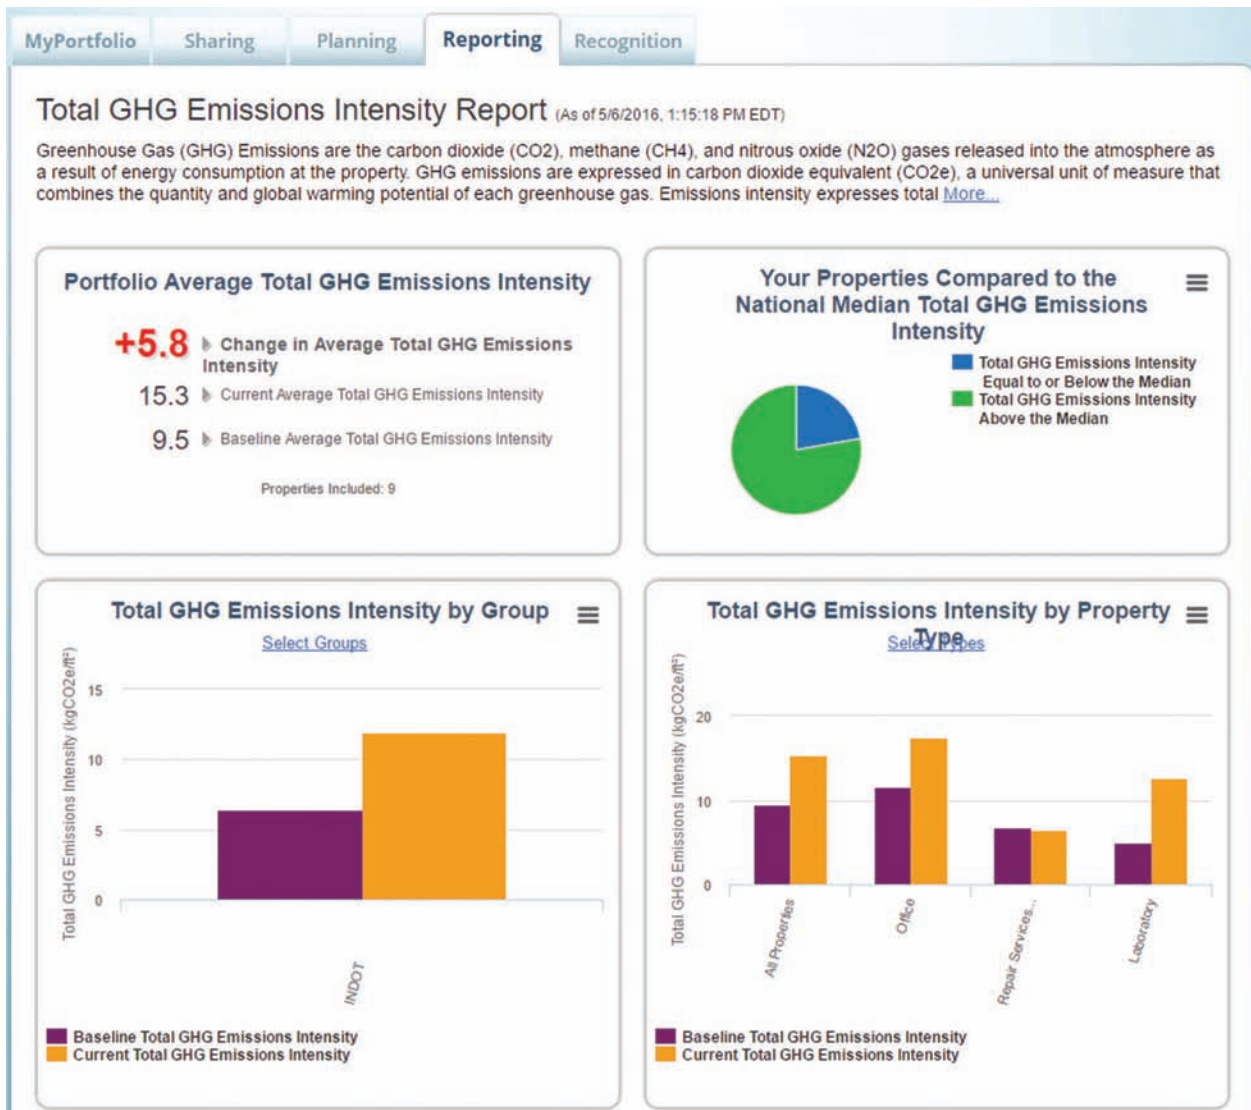 MyPortfolio
Sharing
Planning
Reporting
Recognition
Total GHG Emissions Intensity Report (As of 5/6/2016, 1:15:18 PM EDT)
Greenhouse Gas (GHG) Emissions are the carbon dioxide (CO2), methane (CH4), and nitrous oxide (N2O) gases released into the atmosphere as
a result of energy consumption at the property. GHG emissions are expressed in carbon dioxide equivalent (CO2e), a universal unit of measure that
combines the quantity and global warming potential of each greenhouse gas. Emissions intensity expresses total More...
Portfolio Average Total GHG Emissions Intensity
+5.8 Change in Average Total GHG Emissions
Intensity
15.3 Current Average Total GHG Emissions Intensity
9.5 Baseline Average Total GHG Emissions Intensity
Properties Included: 9
Your Properties Compared to the
National Median Total GHG Emissions
Intensity
Total GHG Emissions Intensity
Equal to or Below the Median
Total GHG Emissions Intensity
Above the Median
Total GHG Emissions Intensity by Group
Select Groups
Total GHG Emissions Intensity (kgCO2e/ft²)
15
10
5
0
INDOT
Baseline Total GHG Emissions Intensity
Current Total GHG Emissions Intensity
Total GHG Emissions Intensity by Property
Type
Select Types
Total GHG Emissions Intensity (kgCO2e/ft²)
20
10
0
All Properties
Office
Repair Services...
Laboratory
Baseline Total GHG Emissions Intensity
Current Total GHG Emissions Intensity